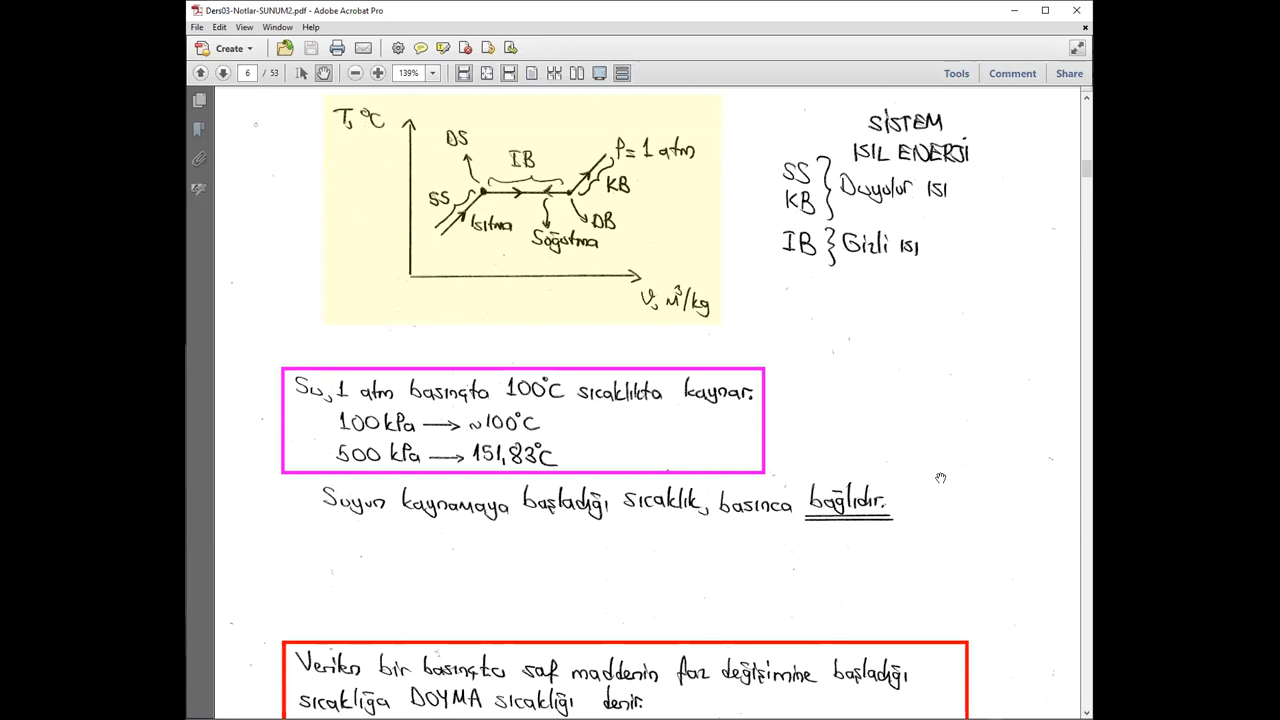 Ders03-Notlar-SUNUM2.pdf - Adobe Acrobat Pro
File Edit View Window Help
Create
6 / 53 139% Tools Comment Share
T, °C
DS
IB
P = 1 atm
SS
KB
Isıtma
DB
Soğutma
v, m³/kg
SİSTEM
ISIL ENERJİ
SS
KB } Duyulur ısı
IB } Gizli ısı
Su, 1 atm basınçta 100°C sıcaklıkta kaynar.
100 kPa → ~100°C
500 kPa → 151,83°C
Suyun kaynamaya başladığı sıcaklık, basınca bağlıdır.
Verilen bir basınçta saf maddenin faz değişimine başladığı
sıcaklığa DOYMA sıcaklığı denir.